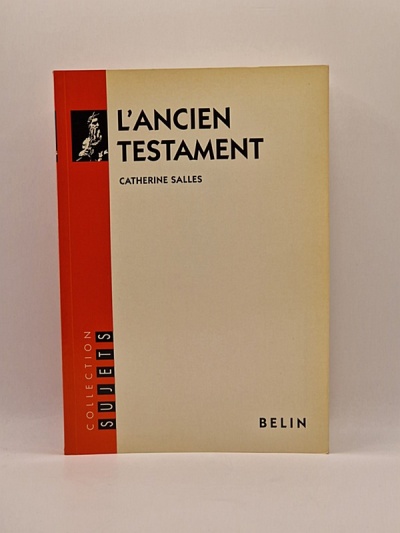 L'ANCIEN
TESTAMENT
CATHERINE SALLES
COLLECTION
SUJETS
BELIN